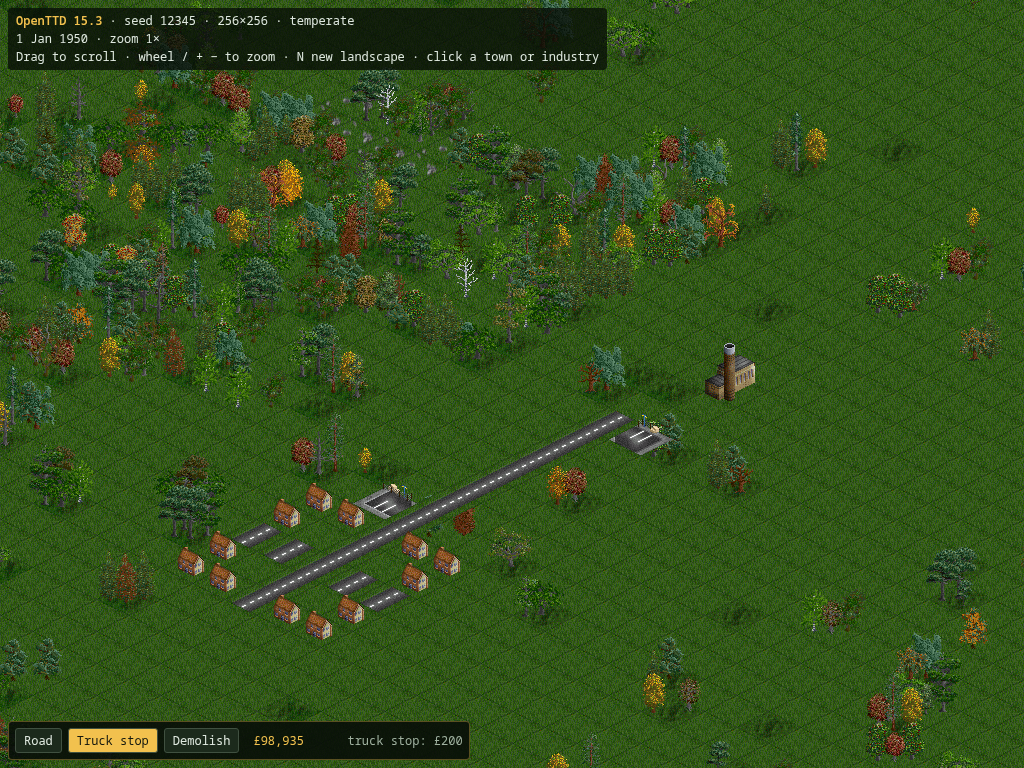 OpenTTD 15.3 · seed 12345 · 256×256 · temperate
1 Jan 1950 · zoom 1×
Drag to scroll · wheel / + − to zoom · N new landscape · click a town or industry
Road Truck stop Demolish £98,935 truck stop: £200